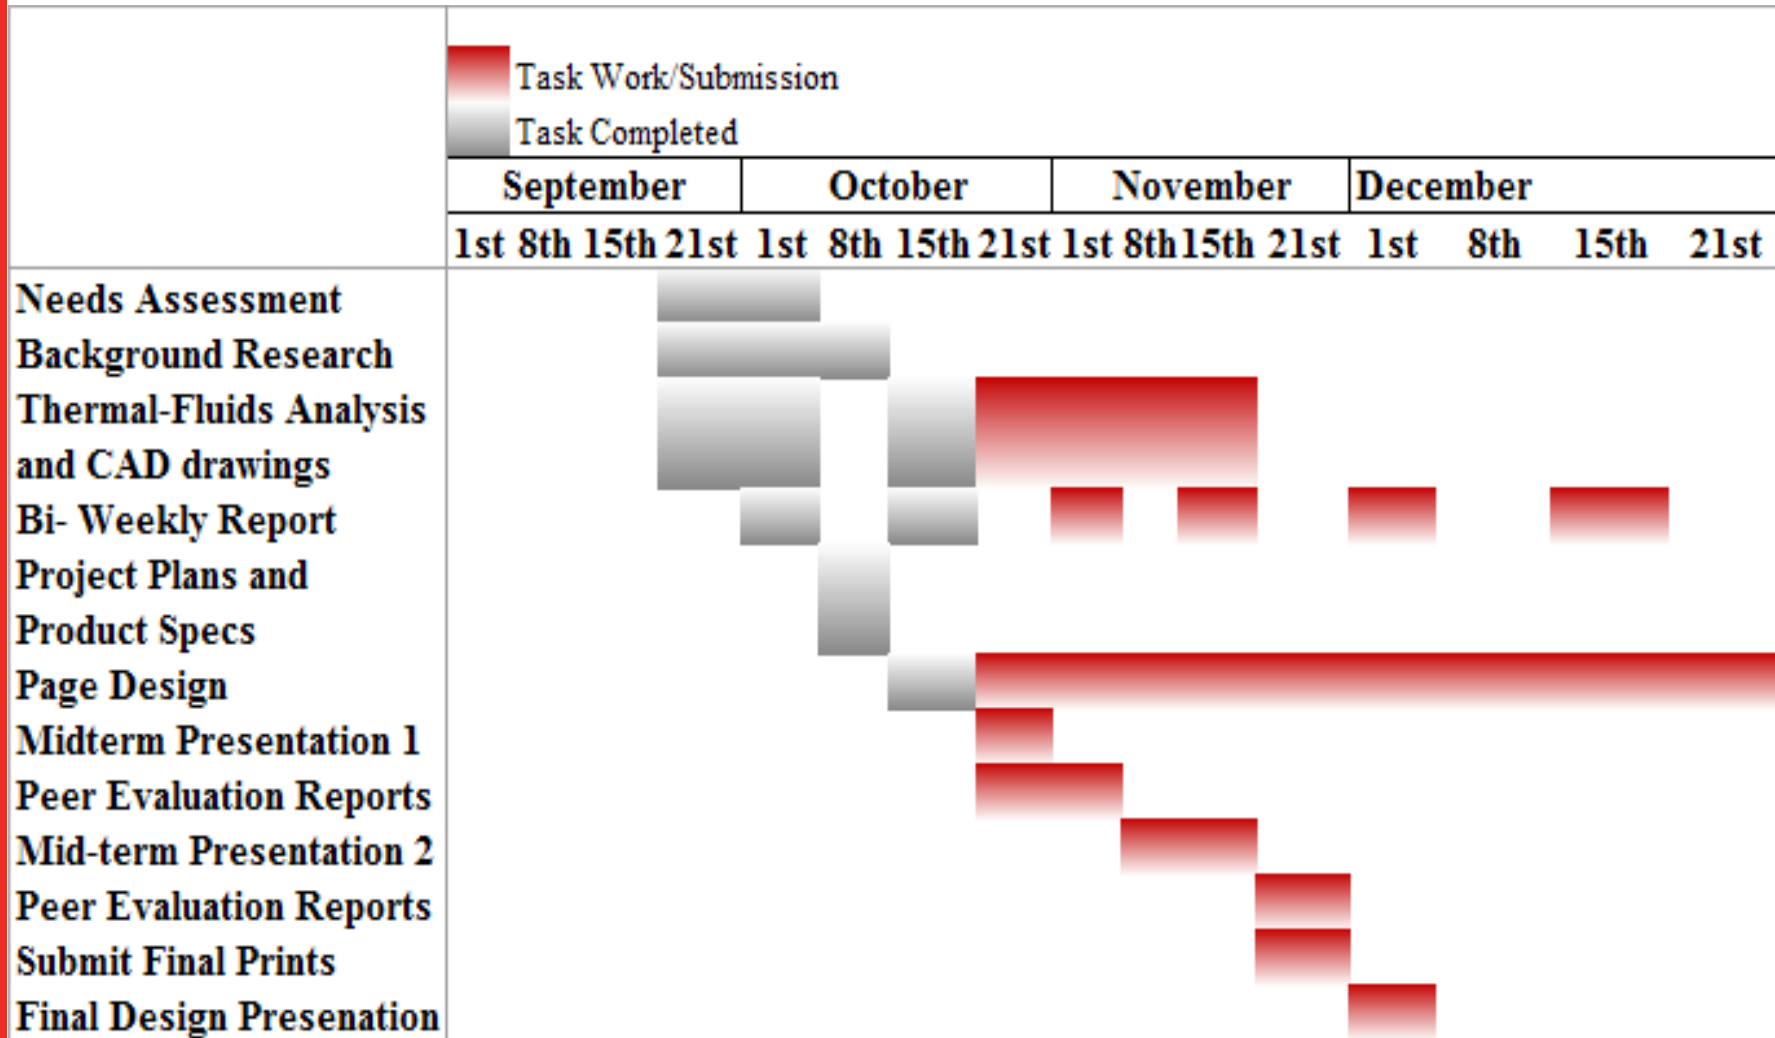 Task Work/Submission
Task Completed
September October November December
1st 8th 15th 21st 1st 8th 15th 21st 1st 8th 15th 21st 1st 8th 15th 21st
Needs Assessment
Background Research
Thermal-Fluids Analysis
and CAD drawings
Bi- Weekly Report
Project Plans and
Product Specs
Page Design
Midterm Presentation 1
Peer Evaluation Reports
Mid-term Presentation 2
Peer Evaluation Reports
Submit Final Prints
Final Design Presenation